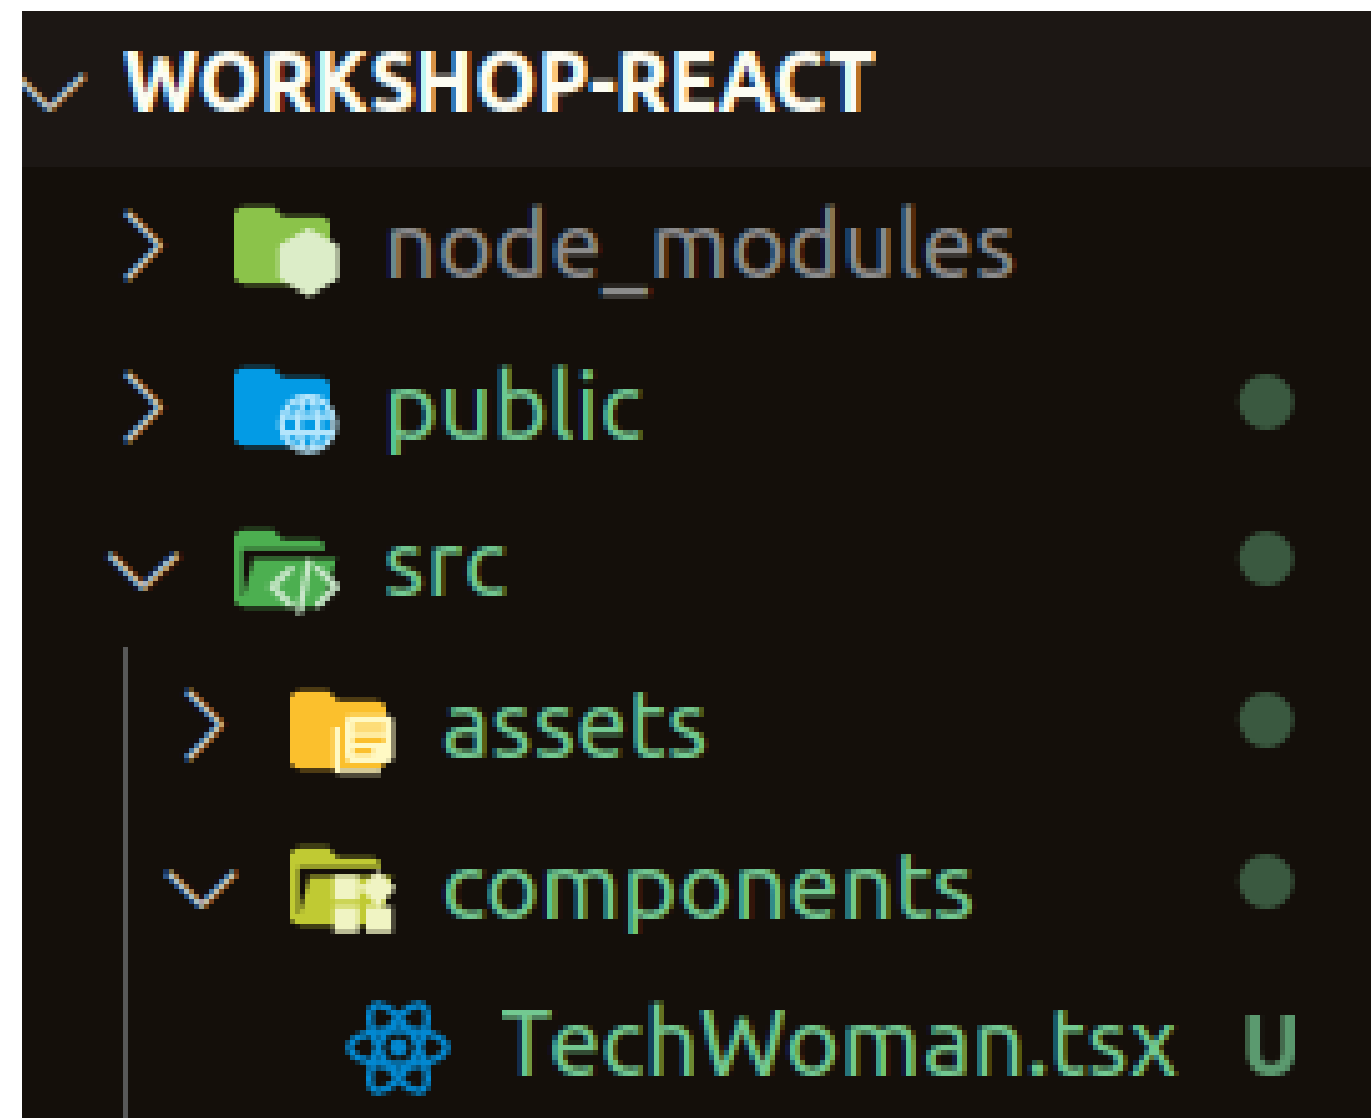 WORKSHOP-REACT
node_modules
public
src
assets
components
TechWoman.tsx U